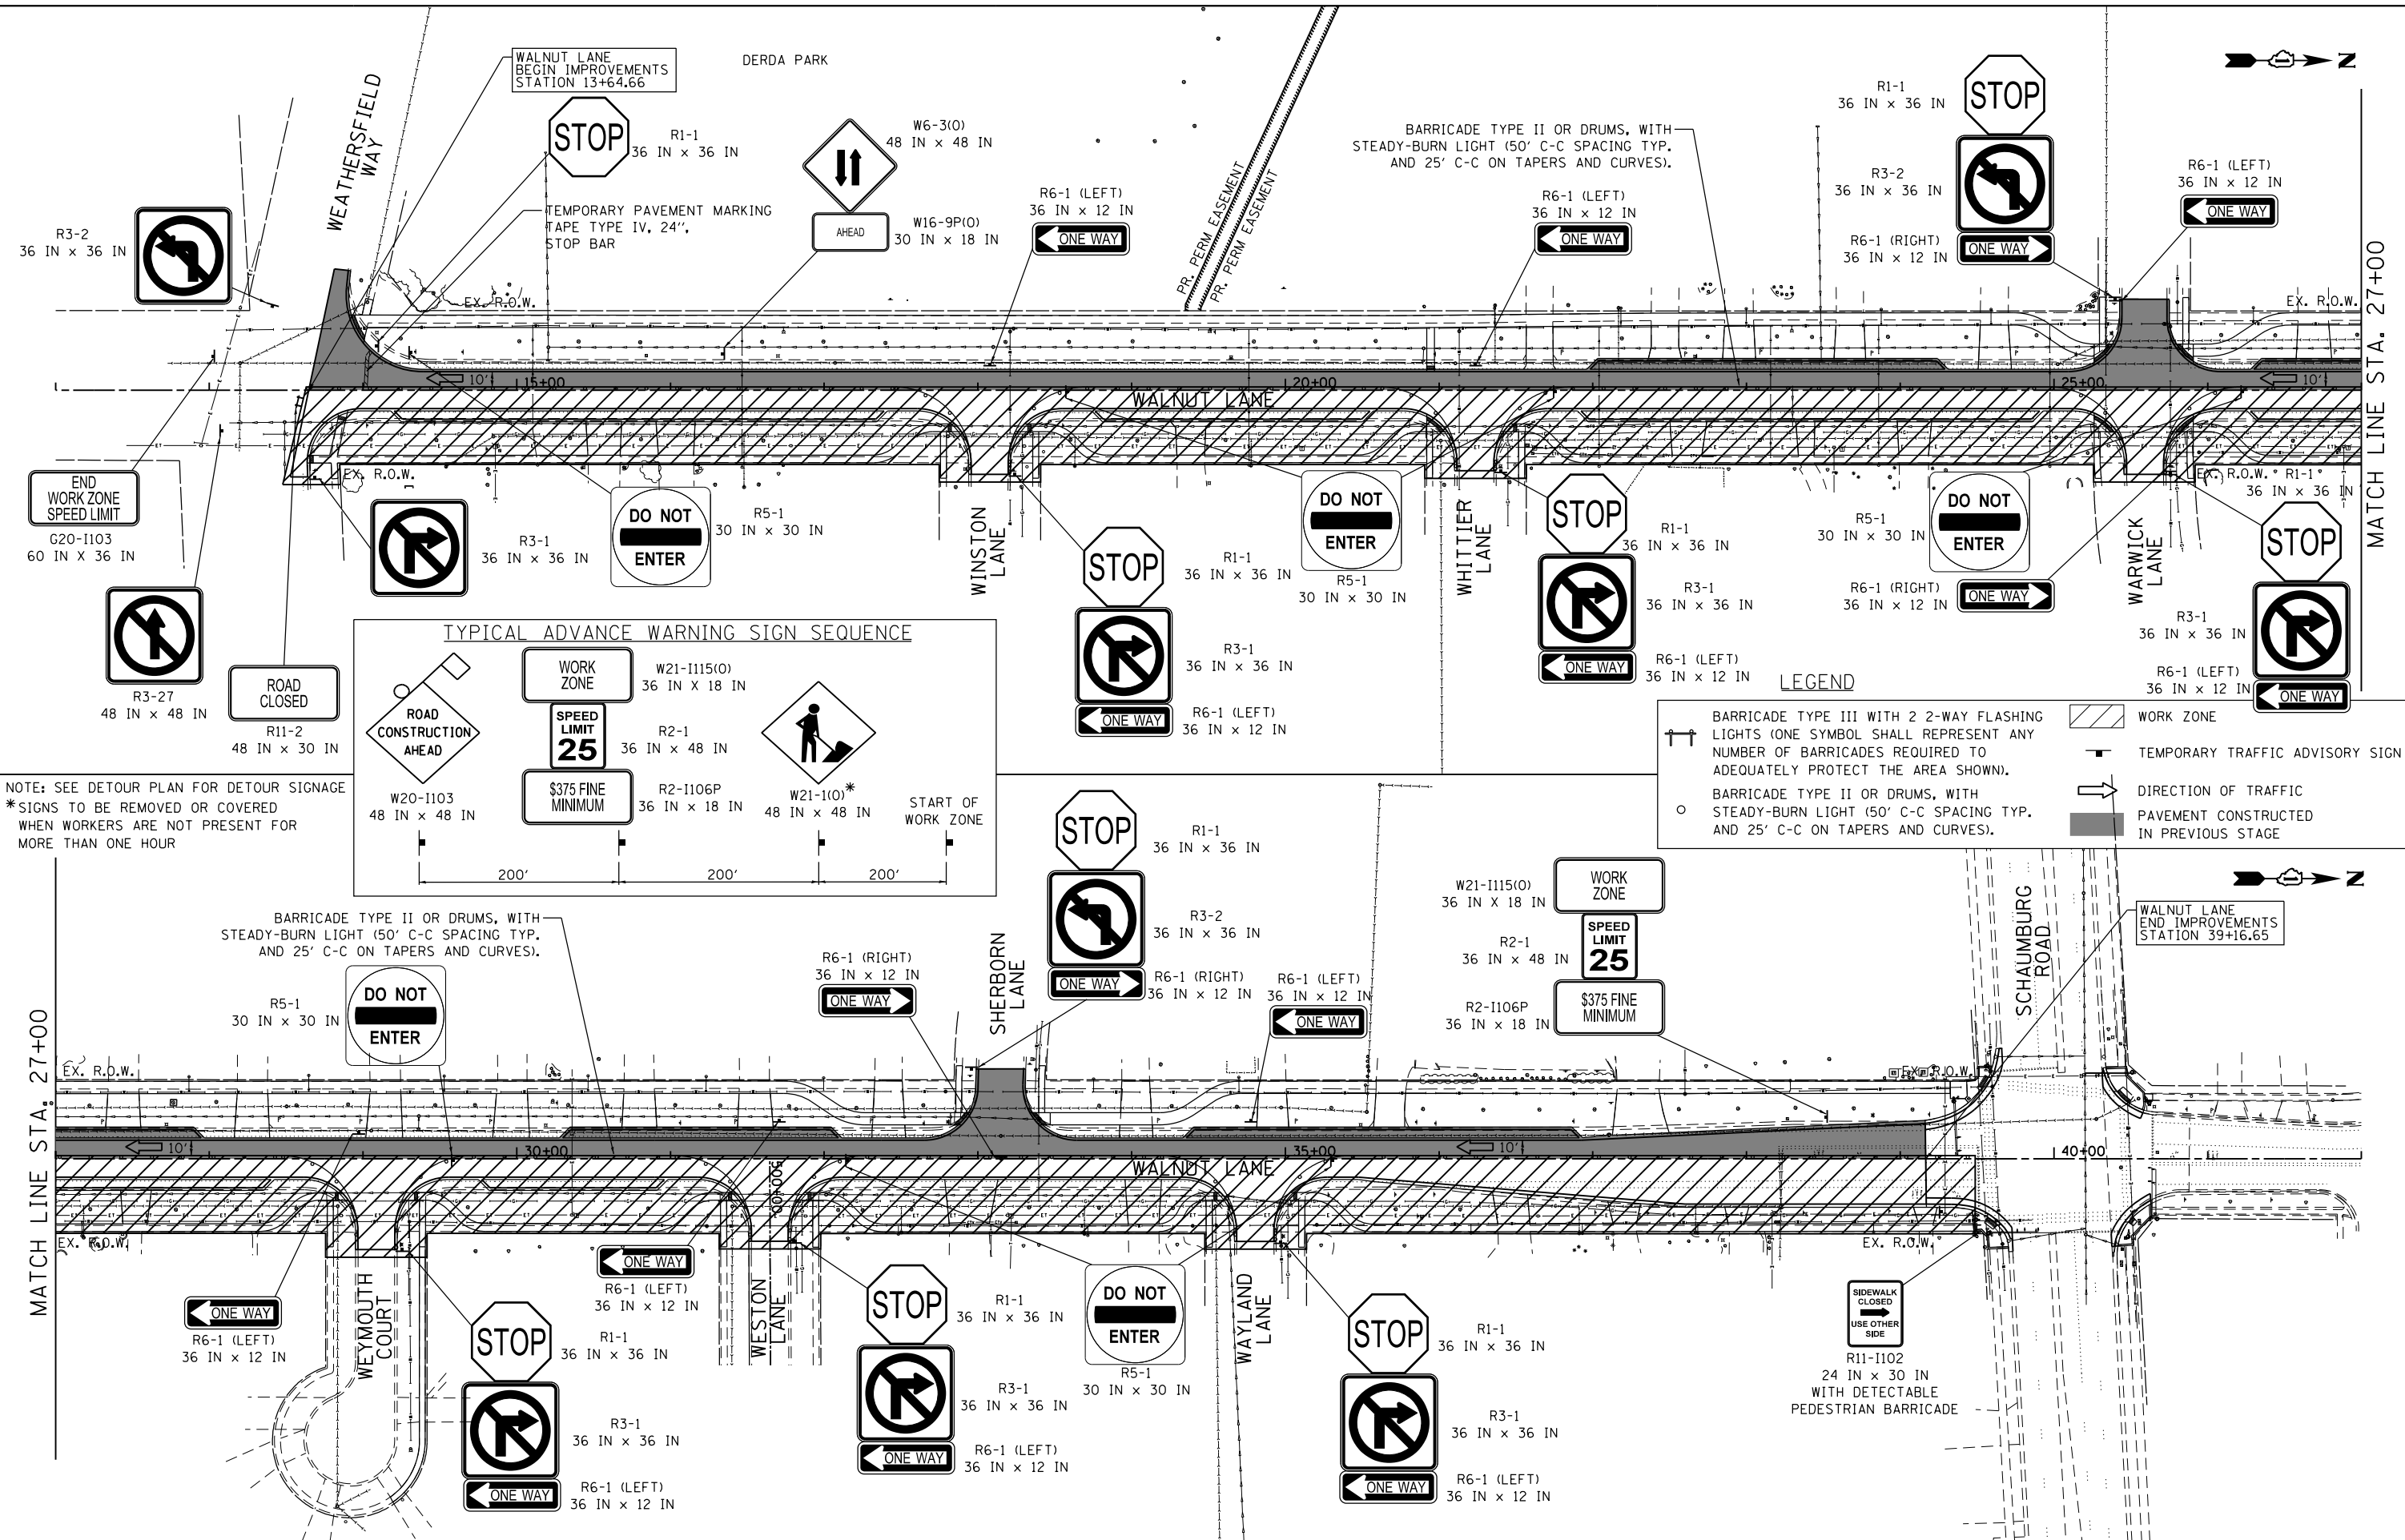 WALNUT LANE
BEGIN IMPROVEMENTS
STATION 13+64.66
DERDA PARK
WEATHERSFIELD
WAY
STOP
R1-1
36 IN x 36 IN
W6-3(O)
48 IN x 48 IN
AHEAD
W16-9P(O)
30 IN x 18 IN
TEMPORARY PAVEMENT MARKING
TAPE TYPE IV, 24",
STOP BAR
R3-2
36 IN x 36 IN
R6-1 (LEFT)
36 IN x 12 IN
ONE WAY
PR. PERM EASEMENT
PR. PERM EASEMENT
BARRICADE TYPE II OR DRUMS, WITH
STEADY-BURN LIGHT (50' C-C SPACING TYP.
AND 25' C-C ON TAPERS AND CURVES).
R6-1 (LEFT)
36 IN x 12 IN
ONE WAY
R1-1
36 IN x 36 IN
STOP
R3-2
36 IN x 36 IN
R6-1 (RIGHT)
36 IN x 12 IN
ONE WAY
R6-1 (LEFT)
36 IN x 12 IN
ONE WAY
N
MATCH LINE STA. 27+00
EX. R.O.W.
EX. R.O.W.
10'
15+00
20+00
25+00
10'
WALNUT LANE
EX. R.O.W.
EX. R.O.W.
END
WORK ZONE
SPEED LIMIT
G20-I103
60 IN X 36 IN
R3-27
48 IN x 48 IN
ROAD
CLOSED
R11-2
48 IN x 30 IN
R3-1
36 IN x 36 IN
DO NOT
ENTER
R5-1
30 IN x 30 IN
WINSTON
LANE
STOP
R1-1
36 IN x 36 IN
R3-1
36 IN x 36 IN
ONE WAY
R6-1 (LEFT)
36 IN x 12 IN
DO NOT
ENTER
R5-1
30 IN x 30 IN
WHITTIER
LANE
STOP
R1-1
36 IN x 36 IN
R3-1
36 IN x 36 IN
ONE WAY
R6-1 (LEFT)
36 IN x 12 IN
R5-1
30 IN x 30 IN
DO NOT
ENTER
R6-1 (RIGHT)
36 IN x 12 IN
ONE WAY
WARWICK
LANE
R1-1
36 IN x 36 IN
STOP
R3-1
36 IN x 36 IN
R6-1 (LEFT)
36 IN x 12 IN
ONE WAY
TYPICAL ADVANCE WARNING SIGN SEQUENCE
ROAD
CONSTRUCTION
AHEAD
W20-I103
48 IN x 48 IN
WORK
ZONE
W21-I115(O)
36 IN X 18 IN
SPEED
LIMIT
25
R2-1
36 IN x 48 IN
$375 FINE
MINIMUM
R2-I106P
36 IN x 18 IN
W21-1(O)*
48 IN x 48 IN
START OF
WORK ZONE
200'
200'
200'
LEGEND
BARRICADE TYPE III WITH 2 2-WAY FLASHING
LIGHTS (ONE SYMBOL SHALL REPRESENT ANY
NUMBER OF BARRICADES REQUIRED TO
ADEQUATELY PROTECT THE AREA SHOWN).
BARRICADE TYPE II OR DRUMS, WITH
STEADY-BURN LIGHT (50' C-C SPACING TYP.
AND 25' C-C ON TAPERS AND CURVES).
WORK ZONE
TEMPORARY TRAFFIC ADVISORY SIGN
DIRECTION OF TRAFFIC
PAVEMENT CONSTRUCTED
IN PREVIOUS STAGE
NOTE: SEE DETOUR PLAN FOR DETOUR SIGNAGE
*SIGNS TO BE REMOVED OR COVERED
WHEN WORKERS ARE NOT PRESENT FOR
MORE THAN ONE HOUR
MATCH LINE STA. 27+00
BARRICADE TYPE II OR DRUMS, WITH
STEADY-BURN LIGHT (50' C-C SPACING TYP.
AND 25' C-C ON TAPERS AND CURVES).
R5-1
30 IN x 30 IN
DO NOT
ENTER
R6-1 (RIGHT)
36 IN x 12 IN
ONE WAY
SHERBORN
LANE
STOP
R1-1
36 IN x 36 IN
R3-2
36 IN x 36 IN
ONE WAY
R6-1 (RIGHT)
36 IN x 12 IN
R6-1 (LEFT)
36 IN x 12 IN
ONE WAY
W21-I115(O)
36 IN X 18 IN
WORK
ZONE
R2-1
36 IN x 48 IN
SPEED
LIMIT
25
R2-I106P
36 IN x 18 IN
$375 FINE
MINIMUM
SCHAUMBURG
ROAD
WALNUT LANE
END IMPROVEMENTS
STATION 39+16.65
N
EX. R.O.W.
EX. R.O.W.
10'
30+00
35+00
10'
40+00
WALNUT LANE
500+00
EX. R.O.W.
EX. R.O.W.
ONE WAY
R6-1 (LEFT)
36 IN x 12 IN
WEYMOUTH
COURT
STOP
R1-1
36 IN x 36 IN
R3-1
36 IN x 36 IN
ONE WAY
R6-1 (LEFT)
36 IN x 12 IN
ONE WAY
R6-1 (LEFT)
36 IN x 12 IN
WESTON
LANE
STOP
R1-1
36 IN x 36 IN
R3-1
36 IN x 36 IN
ONE WAY
R6-1 (LEFT)
36 IN x 12 IN
DO NOT
ENTER
R5-1
30 IN x 30 IN
WAYLAND
LANE
STOP
R1-1
36 IN x 36 IN
R3-1
36 IN x 36 IN
ONE WAY
R6-1 (LEFT)
36 IN x 12 IN
SIDEWALK
CLOSED
USE OTHER
SIDE
R11-I102
24 IN x 30 IN
WITH DETECTABLE
PEDESTRIAN BARRICADE